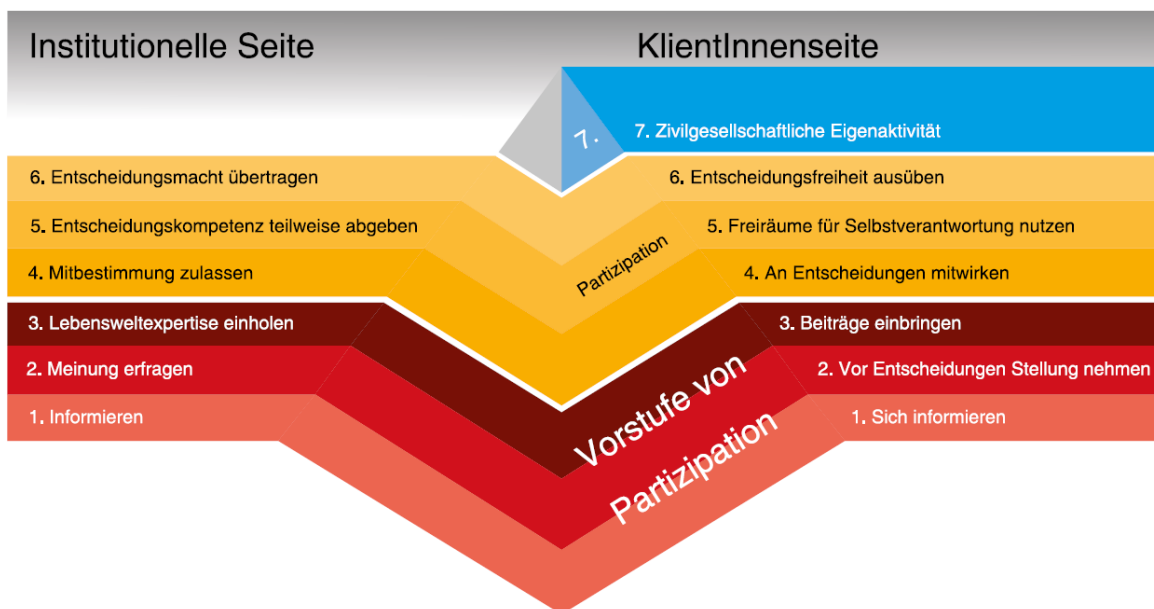 Institutionelle Seite
KlientInnenseite
7.
7. Zivilgesellschaftliche Eigenaktivität
6. Entscheidungsmacht übertragen
6. Entscheidungsfreiheit ausüben
5. Entscheidungskompetenz teilweise abgeben
5. Freiräume für Selbstverantwortung nutzen
Partizipation
4. Mitbestimmung zulassen
4. An Entscheidungen mitwirken
3. Lebensweltexpertise einholen
3. Beiträge einbringen
2. Meinung erfragen
2. Vor Entscheidungen Stellung nehmen
1. Informieren
1. Sich informieren
Vorstufe von
Partizipation